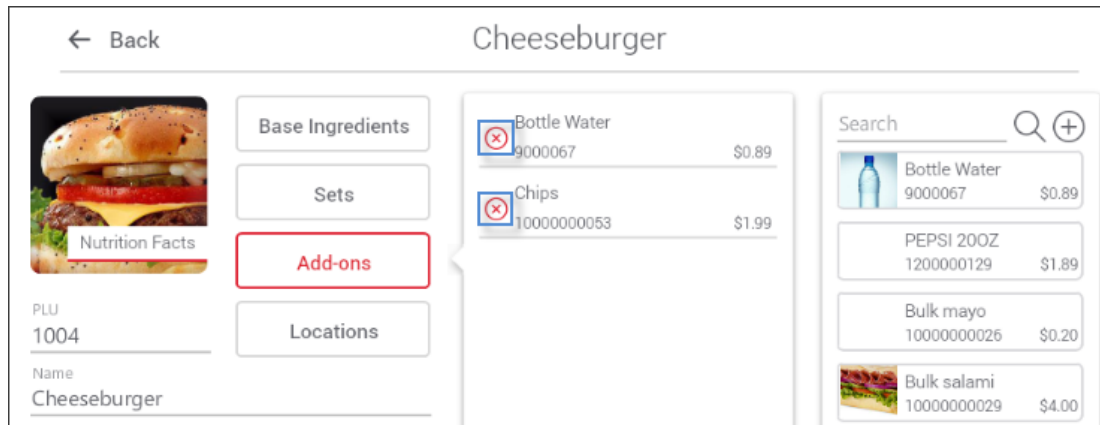 Back
Cheeseburger
Nutrition Facts
PLU
1004
Name
Cheeseburger
Base Ingredients
Sets
Add-ons
Locations
Bottle Water
9000067 $0.89
Chips
10000000053 $1.99
Search
Bottle Water
9000067 $0.89
PEPSI 20OZ
1200000129 $1.89
Bulk mayo
10000000026 $0.20
Bulk salami
10000000029 $4.00